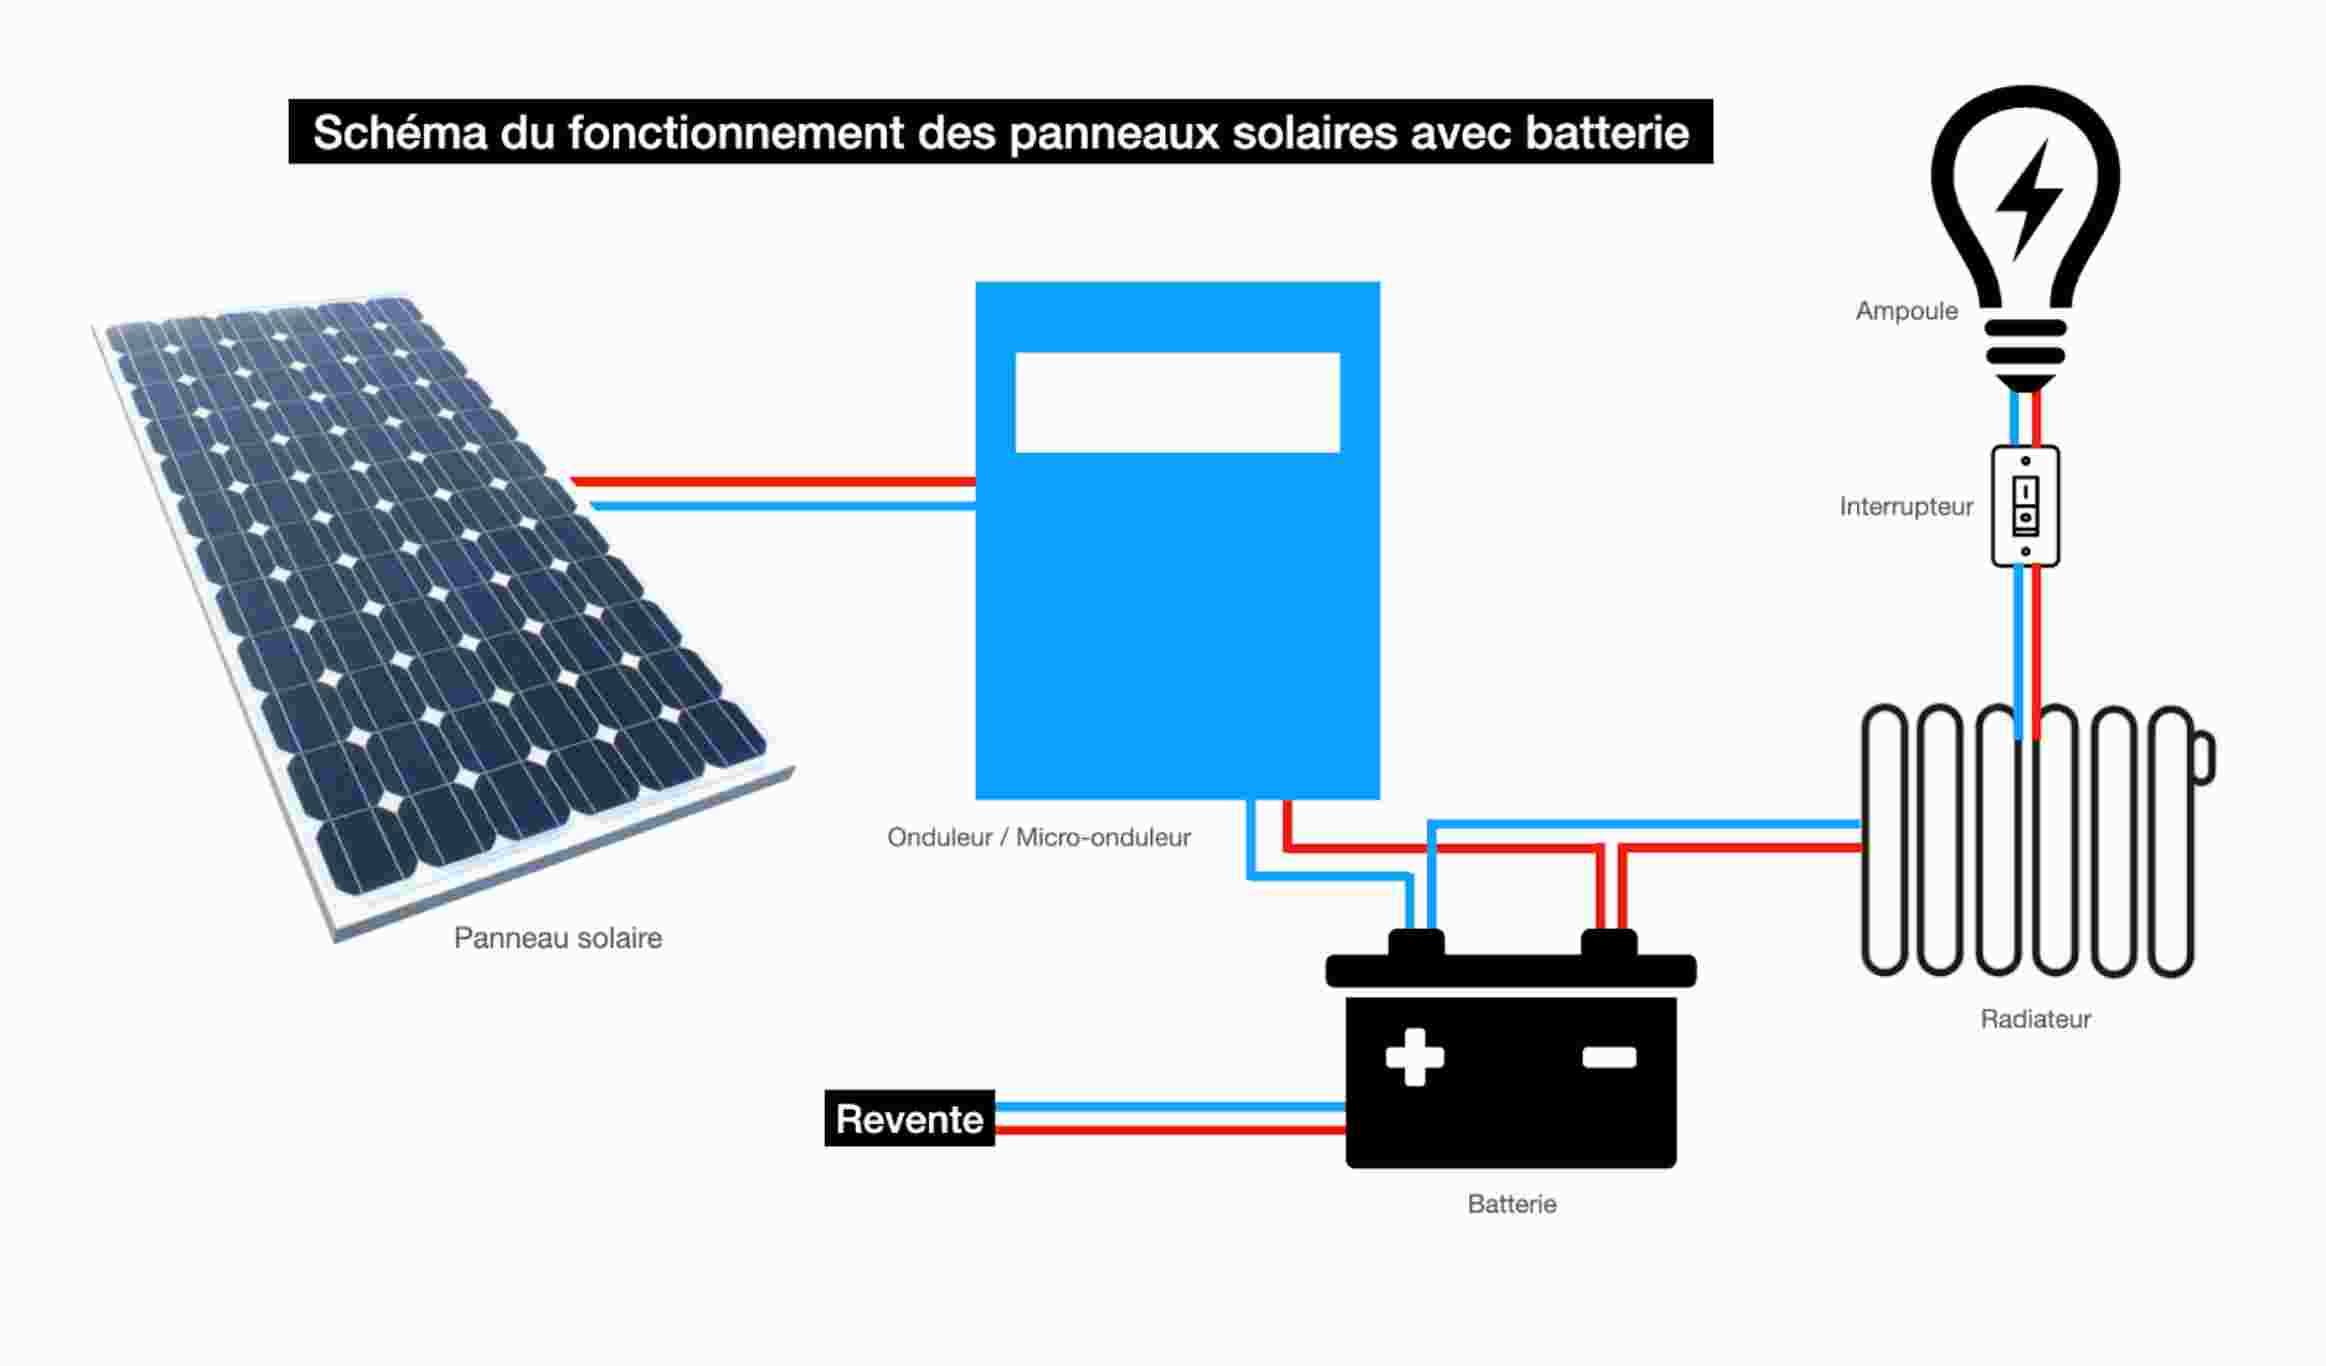 Schéma du fonctionnement des panneaux solaires avec batterie
Ampoule
Interrupteur
Onduleur / Micro-onduleur
Panneau solaire
Radiateur
Revente
Batterie